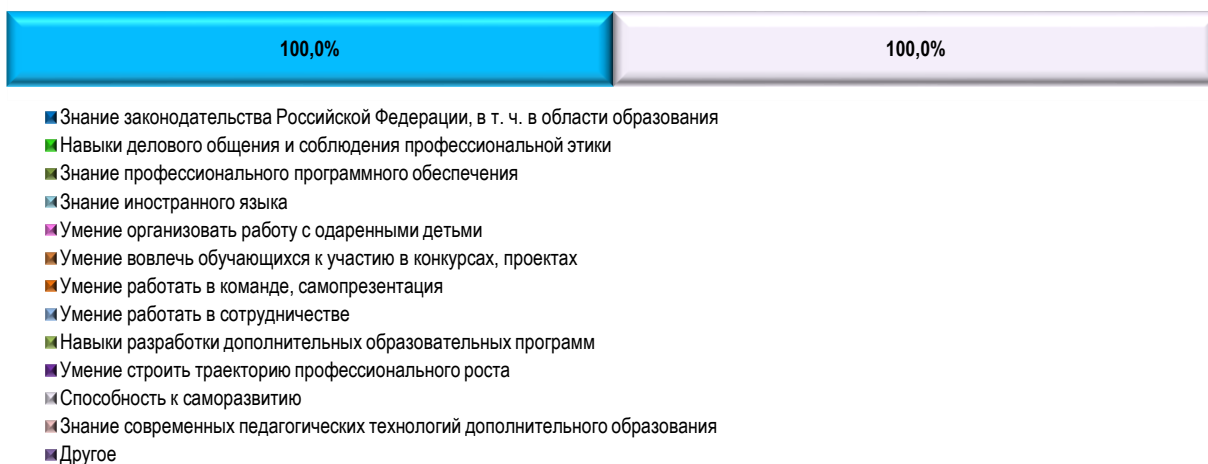 100,0% 100,0%
Знание законодательства Российской Федерации, в т. ч. в области образования
Навыки делового общения и соблюдения профессиональной этики
Знание профессионального программного обеспечения
Знание иностранного языка
Умение организовать работу с одаренными детьми
Умение вовлечь обучающихся к участию в конкурсах, проектах
Умение работать в команде, самопрезентация
Умение работать в сотрудничестве
Навыки разработки дополнительных образовательных программ
Умение строить траекторию профессионального роста
Способность к саморазвитию
Знание современных педагогических технологий дополнительного образования
Другое